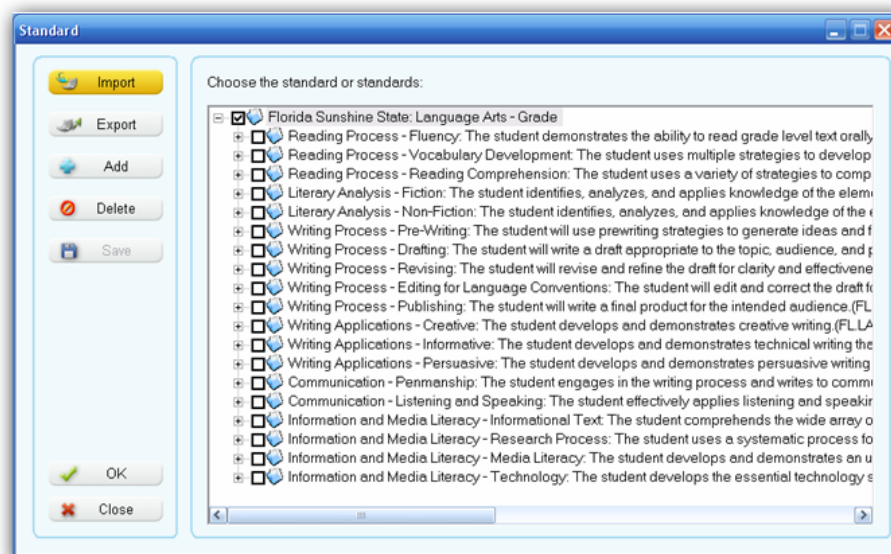 Standard
Import
Export
Add
Delete
Save
OK
Close
Choose the standard or standards:
Florida Sunshine State: Language Arts - Grade
Reading Process - Fluency: The student demonstrates the ability to read grade level text orally
Reading Process - Vocabulary Development: The student uses multiple strategies to develop
Reading Process - Reading Comprehension: The student uses a variety of strategies to comp
Literary Analysis - Fiction: The student identifies, analyzes, and applies knowledge of the elem
Literary Analysis - Non-Fiction: The student identifies, analyzes, and applies knowledge of the e
Writing Process - Pre-Writing: The student will use prewriting strategies to generate ideas and f
Writing Process - Drafting: The student will write a draft appropriate to the topic, audience, and p
Writing Process - Revising: The student will revise and refine the draft for clarity and effectivene
Writing Process - Editing for Language Conventions: The student will edit and correct the draft fo
Writing Process - Publishing: The student will write a final product for the intended audience.(FL.
Writing Applications - Creative: The student develops and demonstrates creative writing.(FL.LA
Writing Applications - Informative: The student develops and demonstrates technical writing tha
Writing Applications - Persuasive: The student develops and demonstrates persuasive writing
Communication - Penmanship: The student engages in the writing process and writes to commu
Communication - Listening and Speaking: The student effectively applies listening and speakin
Information and Media Literacy - Informational Text: The student comprehends the wide array o
Information and Media Literacy - Research Process: The student uses a systematic process fo
Information and Media Literacy - Media Literacy: The student develops and demonstrates an u
Information and Media Literacy - Technology: The student develops the essential technology s